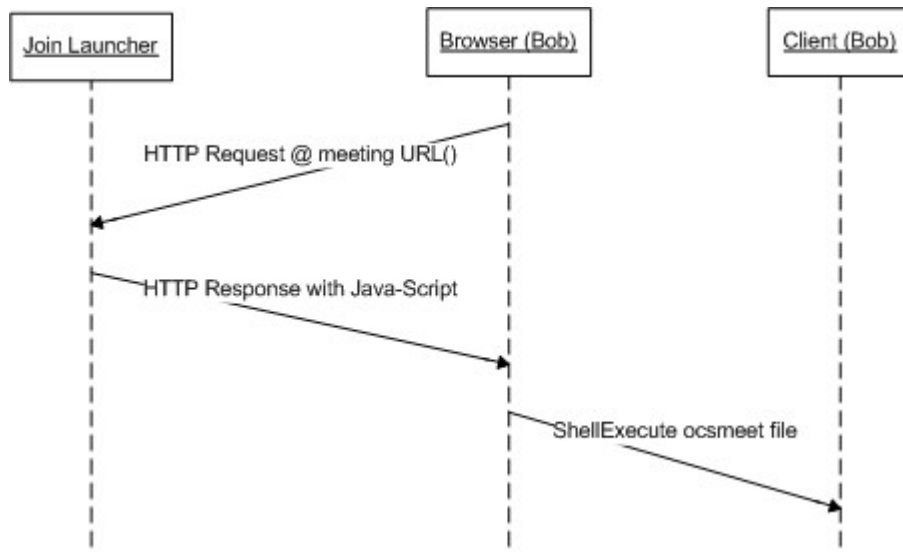 Join Launcher
Browser (Bob)
Client (Bob)
HTTP Request @ meeting URL()
HTTP Response with Java-Script
ShellExecute ocsmeet file